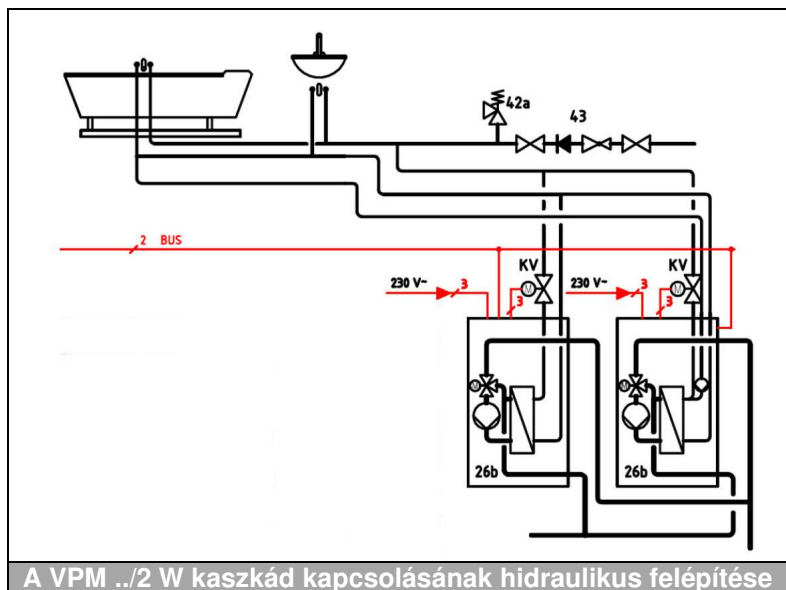 42a
43
2 BUS
KV
KV
230 V~
3
230 V~
3
3
3
M
M
M
M
26b
26b
A VPM ../2 W kaszkád kapcsolásának hidraulikus felépítése